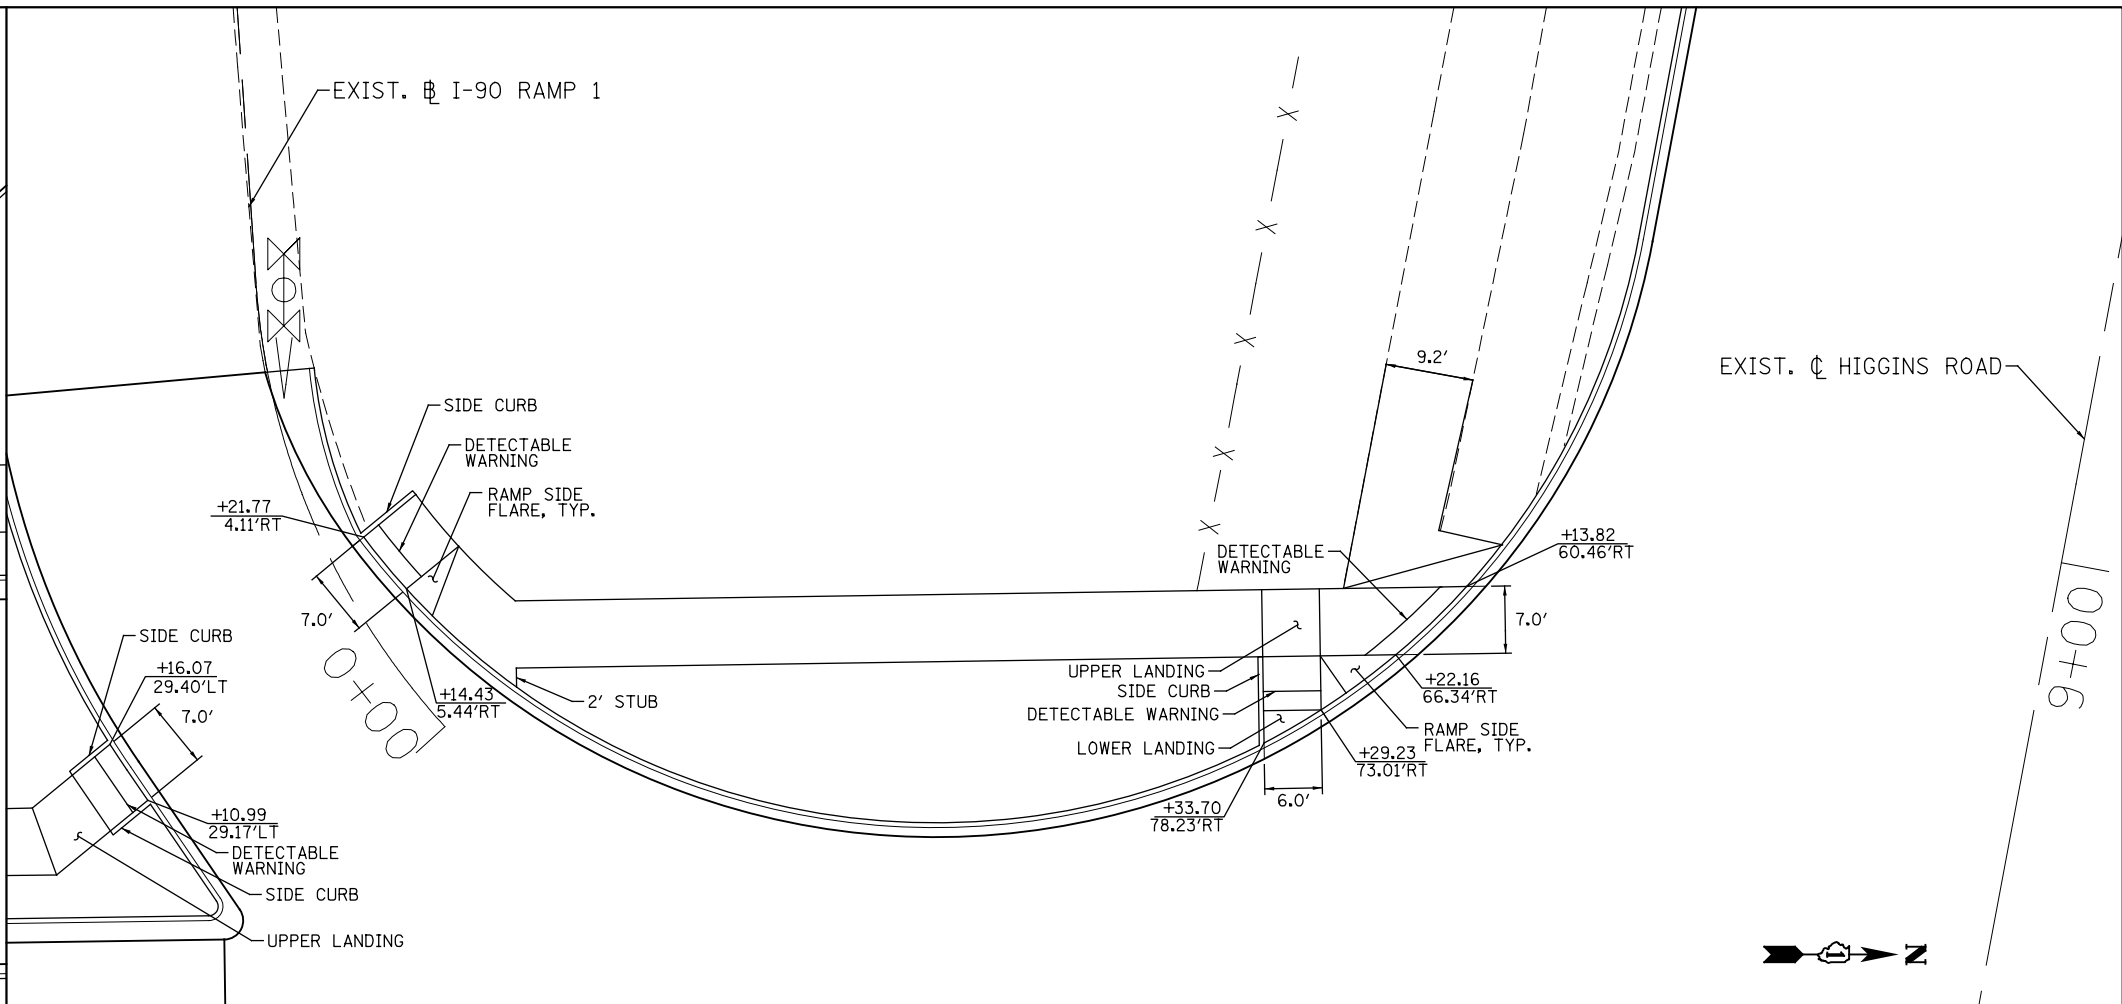 EXIST. ℄ I-90 RAMP 1
9.2'
EXIST. ℄ HIGGINS ROAD
SIDE CURB
DETECTABLE
WARNING
RAMP SIDE
FLARE, TYP.
+21.77
4.11'RT
7.0'
0+00
+14.43
5.44'RT
2' STUB
DETECTABLE
WARNING
+13.82
60.46'RT
7.0'
UPPER LANDING
SIDE CURB
DETECTABLE WARNING
LOWER LANDING
+22.16
66.34'RT
RAMP SIDE
FLARE, TYP.
+29.23
73.01'RT
6.0'
+33.70
78.23'RT
9+00
SIDE CURB
+16.07
29.40'LT
7.0'
+10.99
29.17'LT
DETECTABLE
WARNING
SIDE CURB
UPPER LANDING
1
N
X
X
X
X
X
X